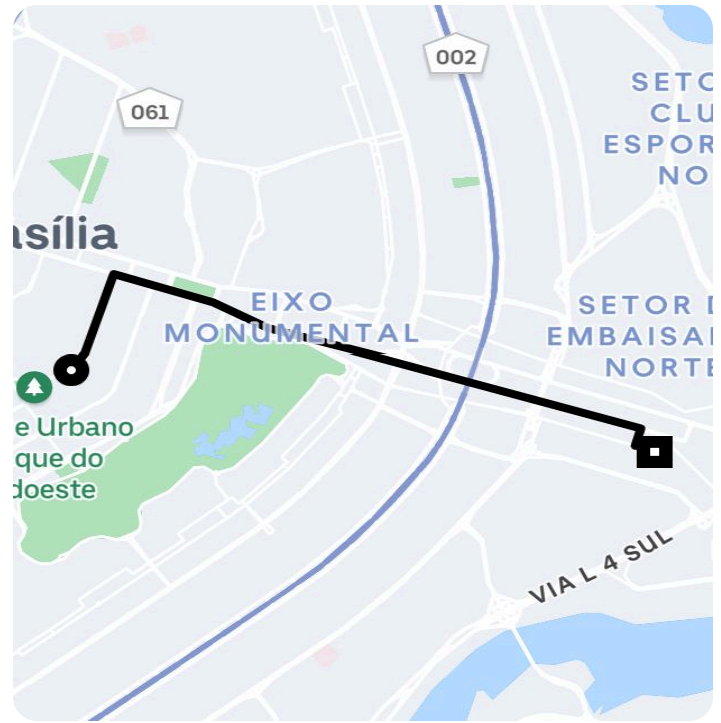 002
SETO
CLU
ESPOR
NO
061
asília
EIXO
MONUMENTAL
SETOR D
EMBAISA
NORTE
e Urbano
que do
doeste
VIA L 4 SUL